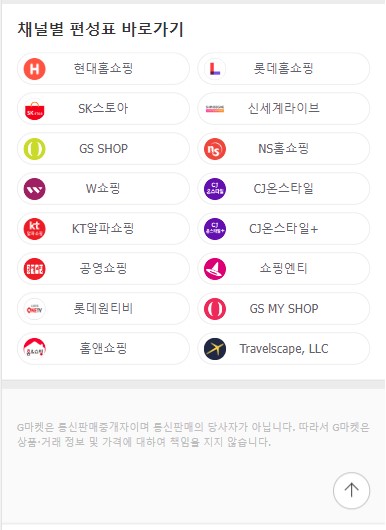 채널별 편성표 바로가기
현대홈쇼핑
롯데홈쇼핑
SK스토아
신세계라이브
GS SHOP
NS홈쇼핑
W쇼핑
CJ온스타일
KT알파쇼핑
CJ온스타일+
공영쇼핑
쇼핑엔티
롯데원티비
GS MY SHOP
홈앤쇼핑
Travelscape, LLC
G마켓은 통신판매중개자이며 통신판매의 당사자가 아닙니다. 따라서 G마켓은
상품·거래 정보 및 가격에 대하여 책임을 지지 않습니다.